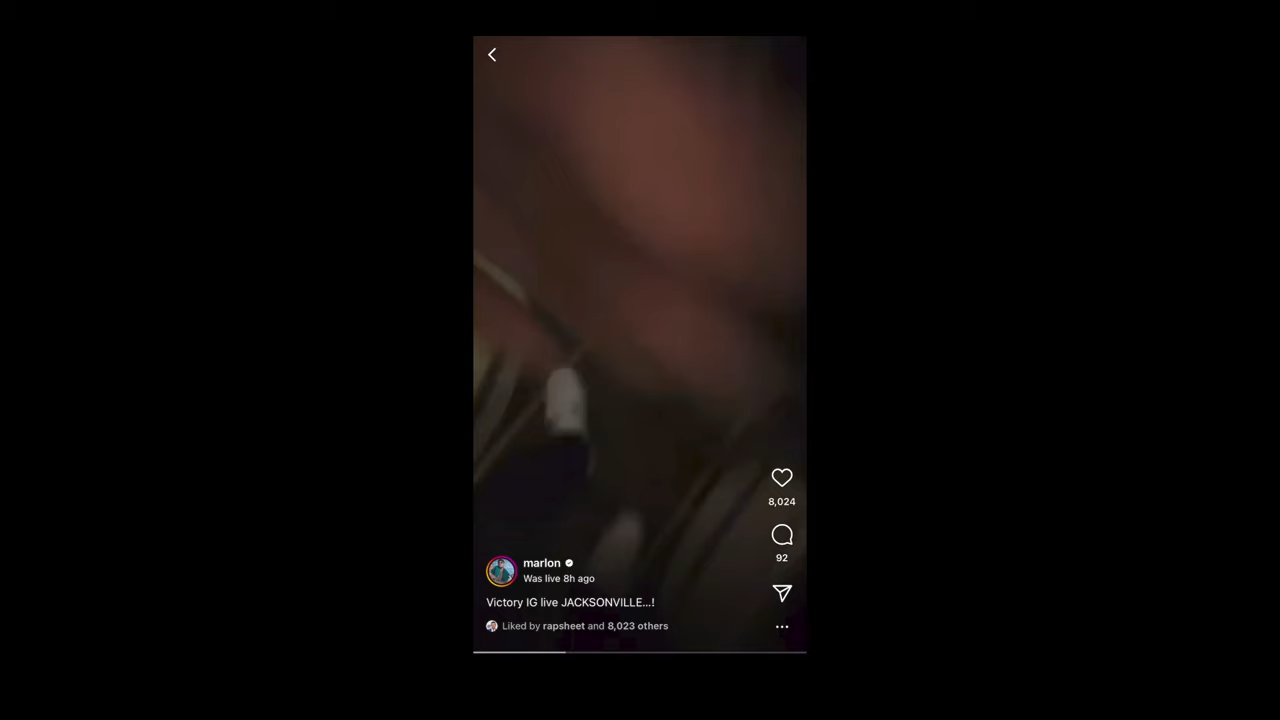 8,024
92
marlon
Was live 8h ago
Victory IG live JACKSONVILLE...!
Liked by rapsheet and 8,023 others